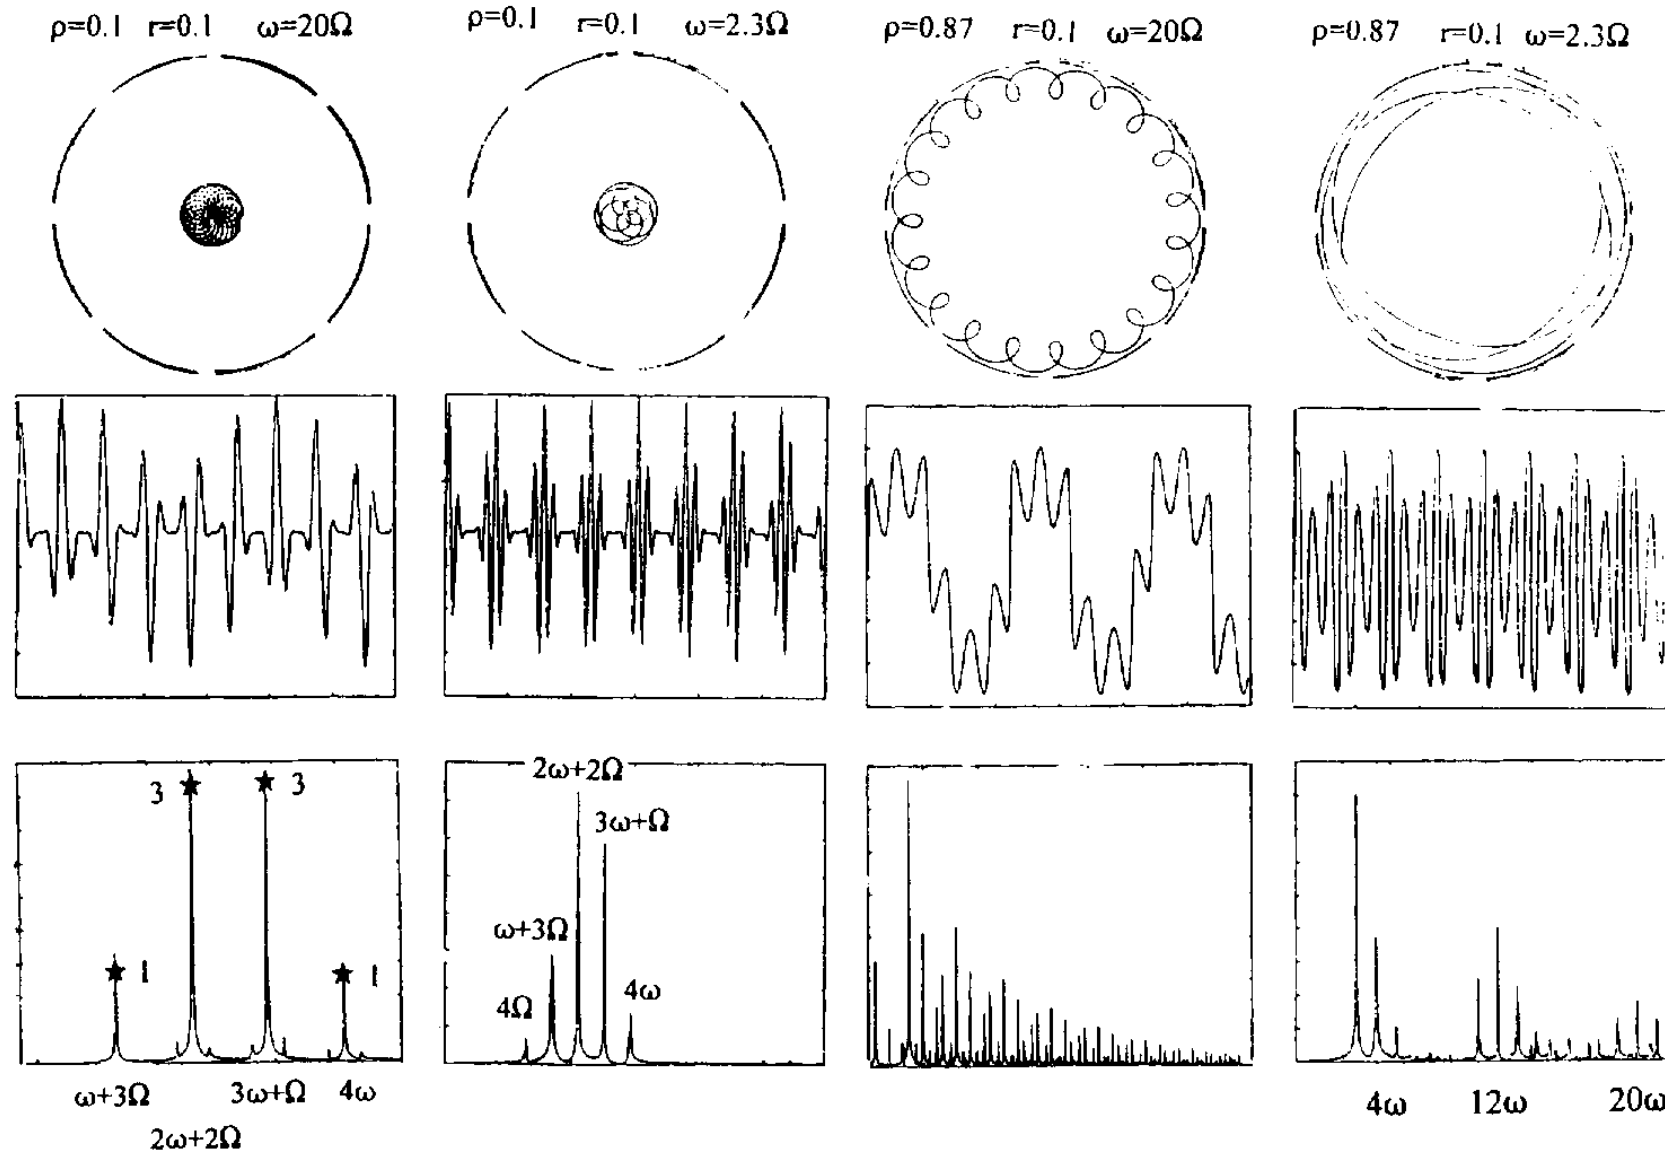 ρ=0.1 r=0.1 ω=20Ω
ρ=0.1 r=0.1 ω=2.3Ω
ρ=0.87 r=0.1 ω=20Ω
ρ=0.87 r=0.1 ω=2.3Ω
3 ★ ★ 3
★ 1 ★ 1
ω+3Ω 3ω+Ω 4ω
2ω+2Ω
2ω+2Ω
3ω+Ω
ω+3Ω
4Ω 4ω
4ω 12ω 20ω